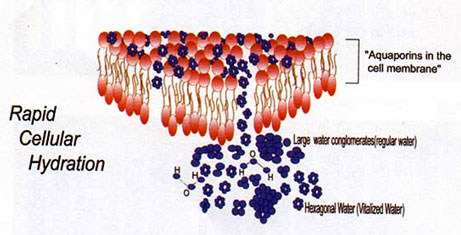 "Aquaporins in the
cell membrane"
Rapid
Cellular
Hydration
Large water conglomerates(regular water)
O
H
H
H
O
H
Hexagonal Water (Vitalized Water)